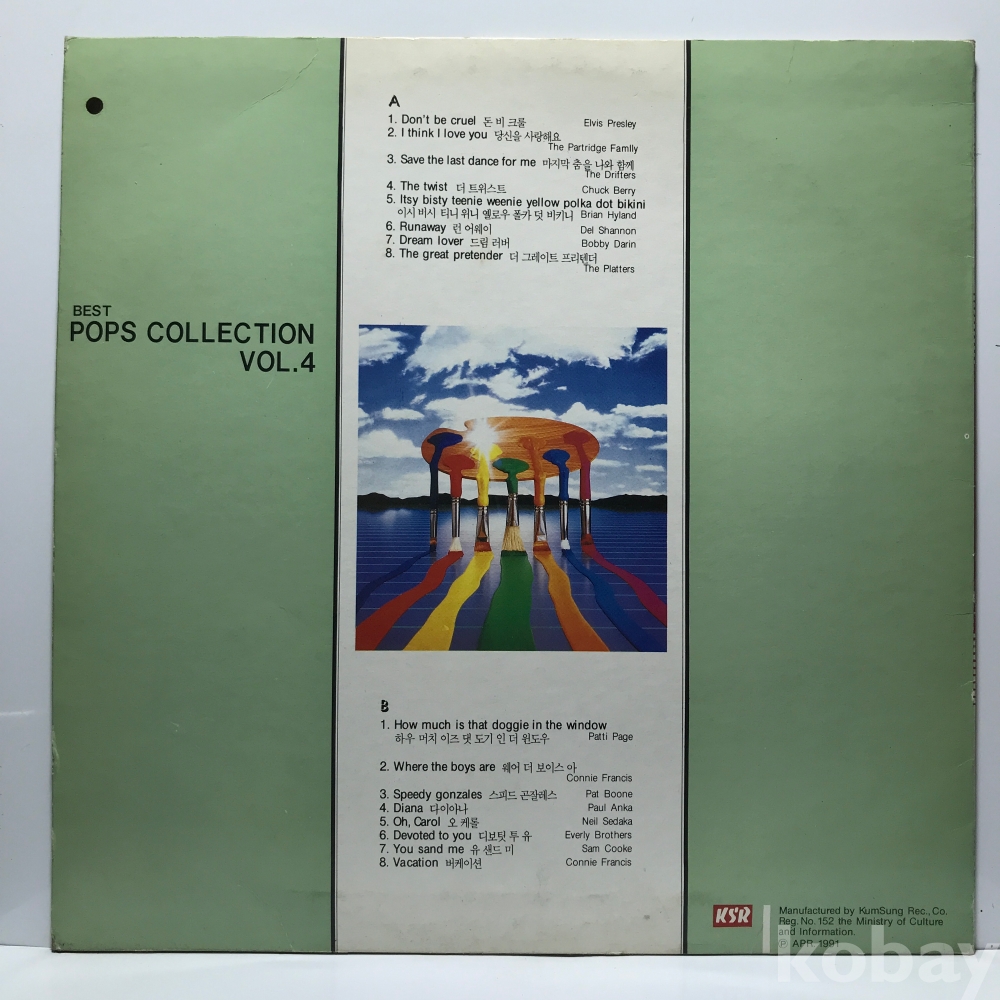 A
1. Don't be cruel 돈 비 크룰 Elvis Presley
2. I think I love you 당신을 사랑해요
The Partridge Family
3. Save the last dance for me 마지막 춤을 나와 함께
The Drifters
4. The twist 더 트위스트 Chuck Berry
5. Itsy bisty teenie weenie yellow polka dot bikini
이시 비시 티니 위니 옐로우 폴카 덧 비키니 Brian Hyland
6. Runaway 런 어웨이 Del Shannon
7. Dream lover 드림 러버 Bobby Darin
8. The great pretender 더 그레이트 프리텐더
The Platters
BEST
POPS COLLECTION
VOL.4
B
1. How much is that doggie in the window
하우 머치 이즈 댓 도기 인 더 윈도우 Patti Page
2. Where the boys are 웨어 더 보이스 아
Connie Francis
3. Speedy gonzales 스피드 곤잘레스 Pat Boone
4. Diana 다이아나 Paul Anka
5. Oh, Carol 오 케롤 Neil Sedaka
6. Devoted to you 디보팃 투 유 Everly Brothers
7. You sand me 유 샌드 미 Sam Cooke
8. Vacation 버케이션 Connie Francis
KSR
Manufactured by KumSung Rec., Co.
Reg. No. 152 the Ministry of Culture
and Information.
Ⓟ APR. 1991
kobay